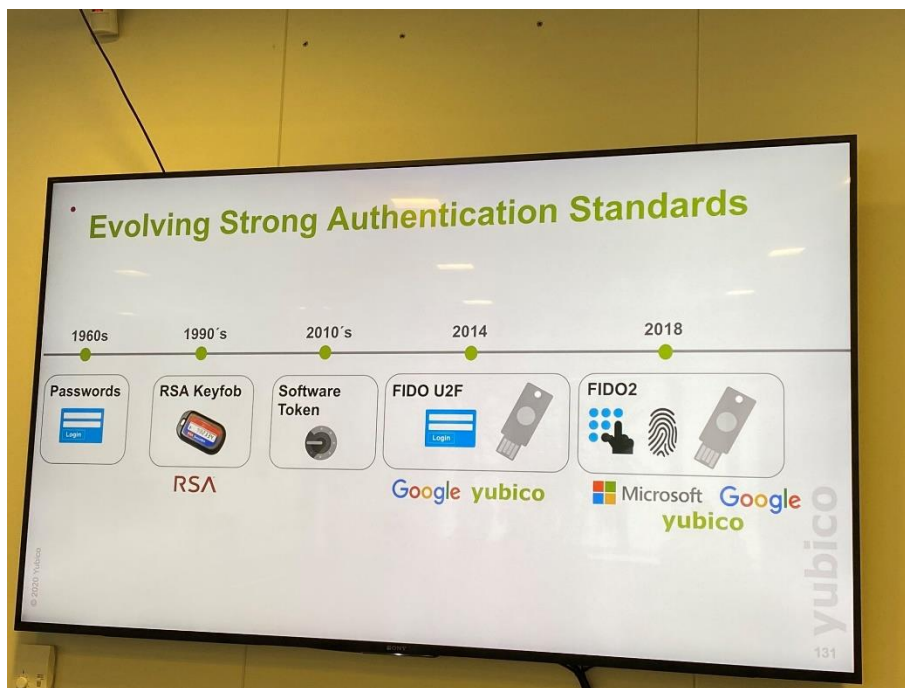 Evolving Strong Authentication Standards
1960s
1990´s
2010´s
2014
2018
Passwords
Login
RSA Keyfob
RSA
Software
Token
FIDO U2F
Login
Google yubico
FIDO2
Microsoft Google
yubico
© 2020 Yubico
yubico
131
SONY